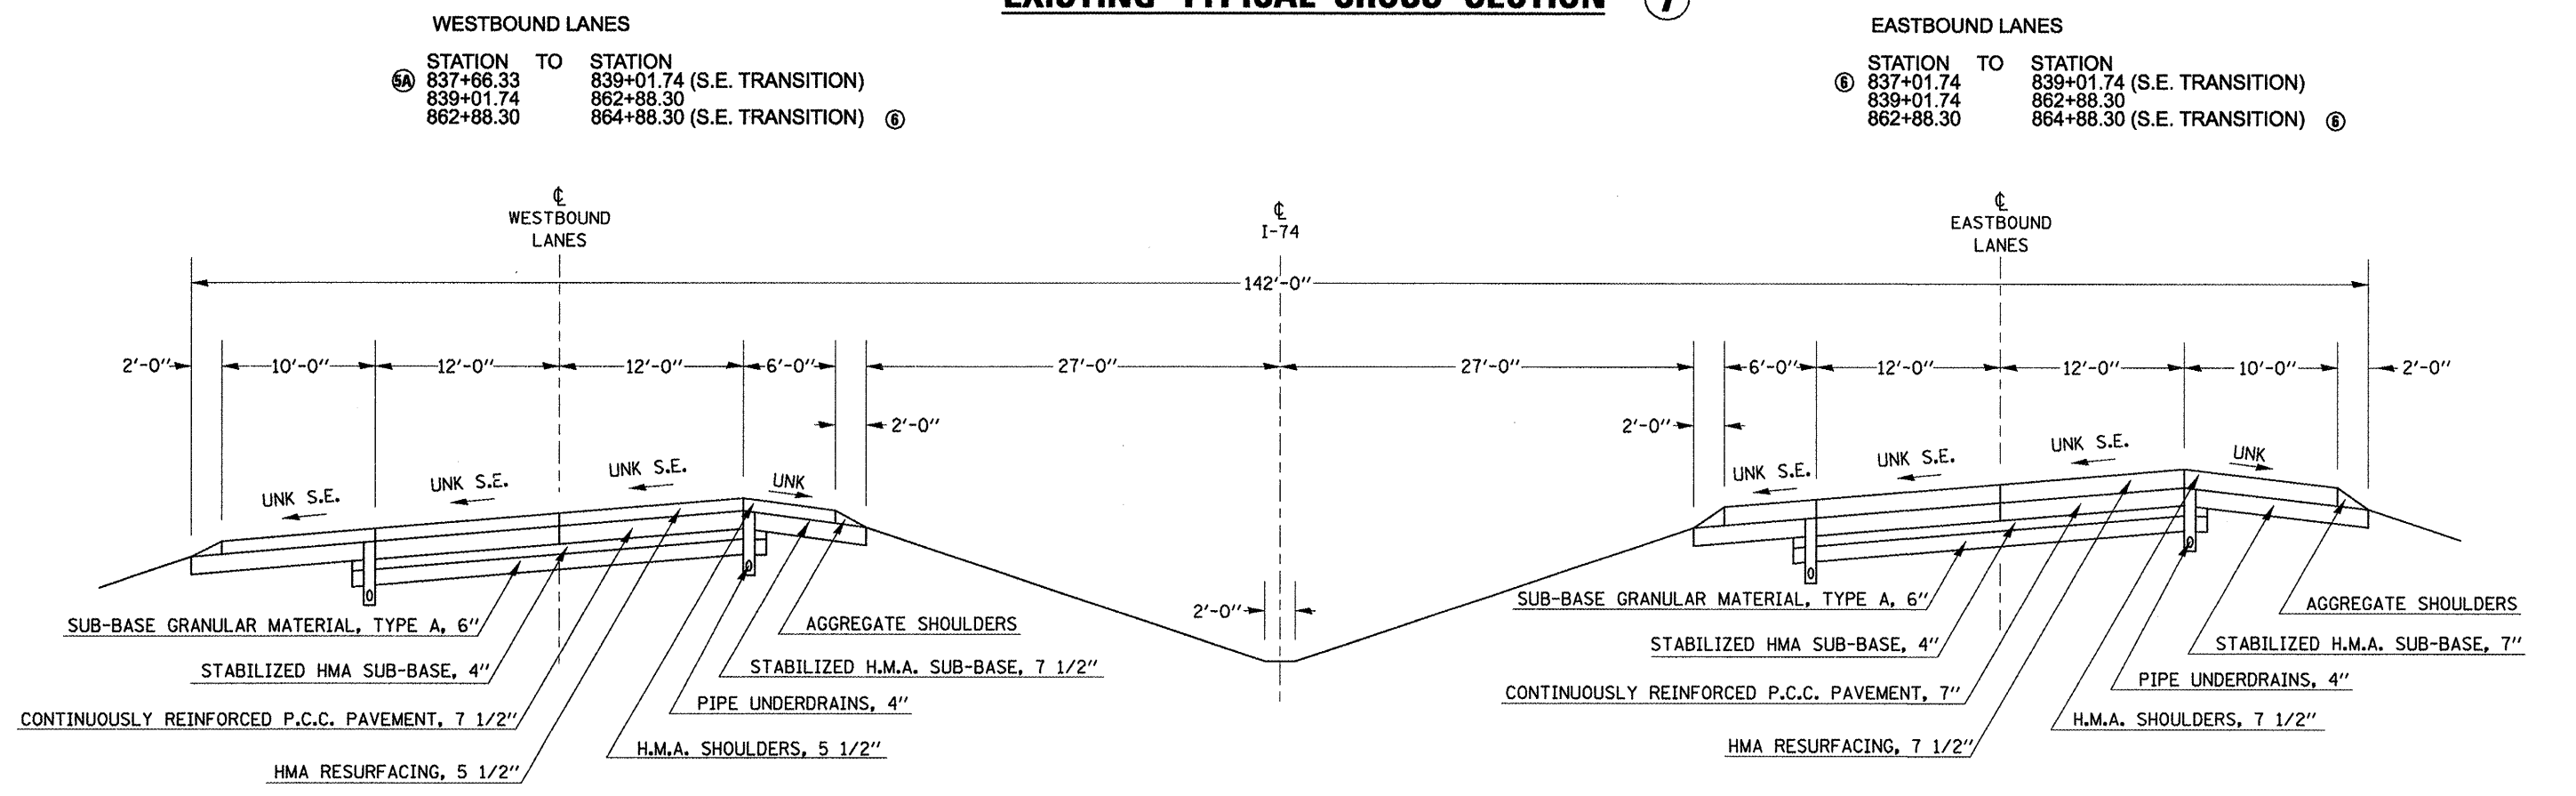 EXISTING TYPICAL CROSS SECTION 7
WESTBOUND LANES
STATION TO STATION
5A 837+66.33 839+01.74 (S.E. TRANSITION)
839+01.74 862+88.30
862+88.30 864+88.30 (S.E. TRANSITION) 6
EASTBOUND LANES
STATION TO STATION
6 837+01.74 839+01.74 (S.E. TRANSITION)
839+01.74 862+88.30
862+88.30 864+88.30 (S.E. TRANSITION) 6
℄
WESTBOUND
LANES
℄
I-74
℄
EASTBOUND
LANES
142'-0"
2'-0" 10'-0" 12'-0" 12'-0" 6'-0" 27'-0" 27'-0" 6'-0" 12'-0" 12'-0" 10'-0" 2'-0"
2'-0" 2'-0"
UNK S.E. UNK S.E. UNK S.E. UNK
UNK S.E. UNK S.E. UNK S.E. UNK
2'-0"
SUB-BASE GRANULAR MATERIAL, TYPE A, 6"
STABILIZED HMA SUB-BASE, 4"
CONTINUOUSLY REINFORCED P.C.C. PAVEMENT, 7 1/2"
HMA RESURFACING, 5 1/2"
AGGREGATE SHOULDERS
STABILIZED H.M.A. SUB-BASE, 7 1/2"
PIPE UNDERDRAINS, 4"
H.M.A. SHOULDERS, 5 1/2"
SUB-BASE GRANULAR MATERIAL, TYPE A, 6"
STABILIZED HMA SUB-BASE, 4"
CONTINUOUSLY REINFORCED P.C.C. PAVEMENT, 7"
HMA RESURFACING, 7 1/2"
AGGREGATE SHOULDERS
STABILIZED H.M.A. SUB-BASE, 7"
PIPE UNDERDRAINS, 4"
H.M.A. SHOULDERS, 7 1/2"